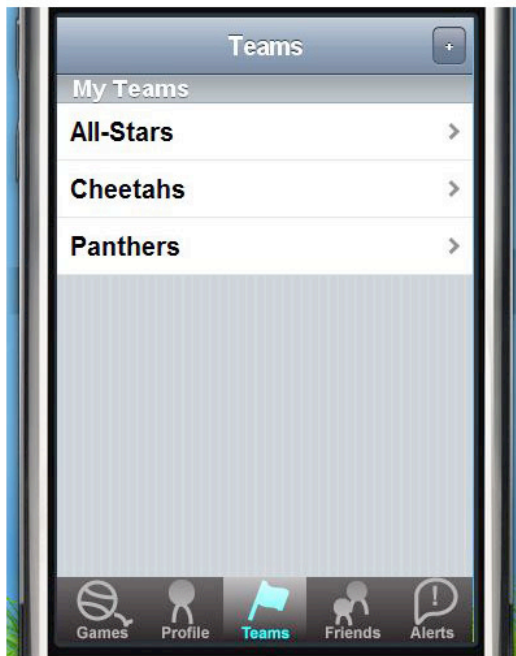 Teams
+
My Teams
All-Stars
Cheetahs
Panthers
Games Profile Teams Friends Alerts